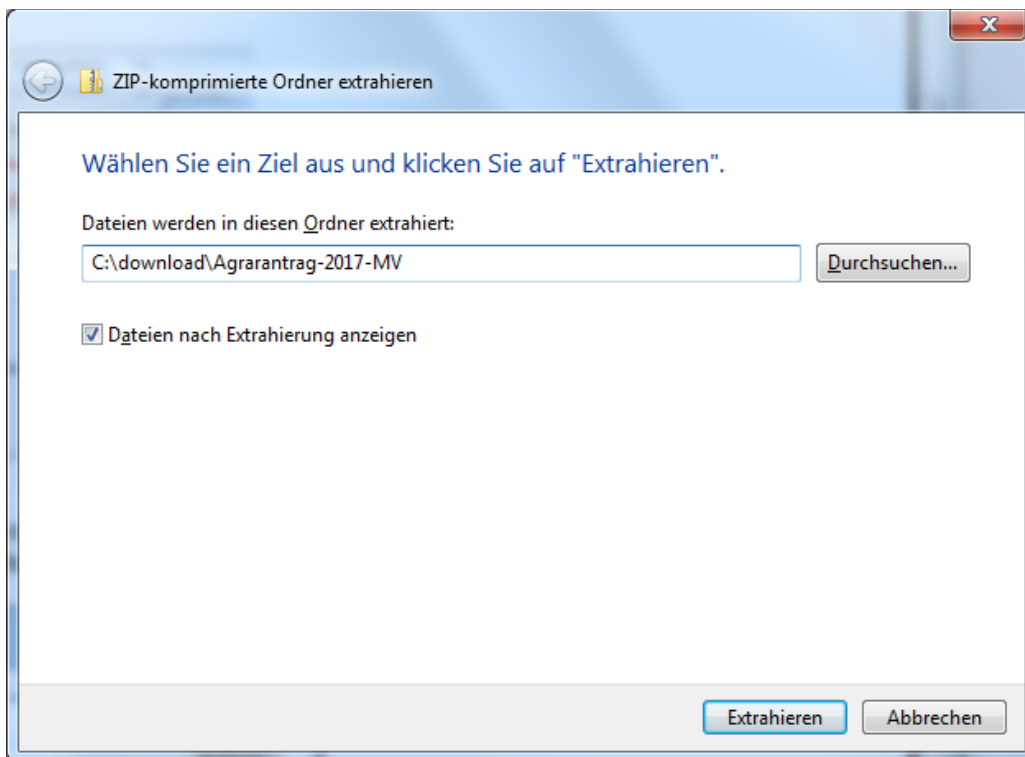 ZIP-komprimierte Ordner extrahieren
Wählen Sie ein Ziel aus und klicken Sie auf "Extrahieren".
Dateien werden in diesen Ordner extrahiert:
C:\download\Agrarantrag-2017-MV
Durchsuchen...
Dateien nach Extrahierung anzeigen
Extrahieren
Abbrechen